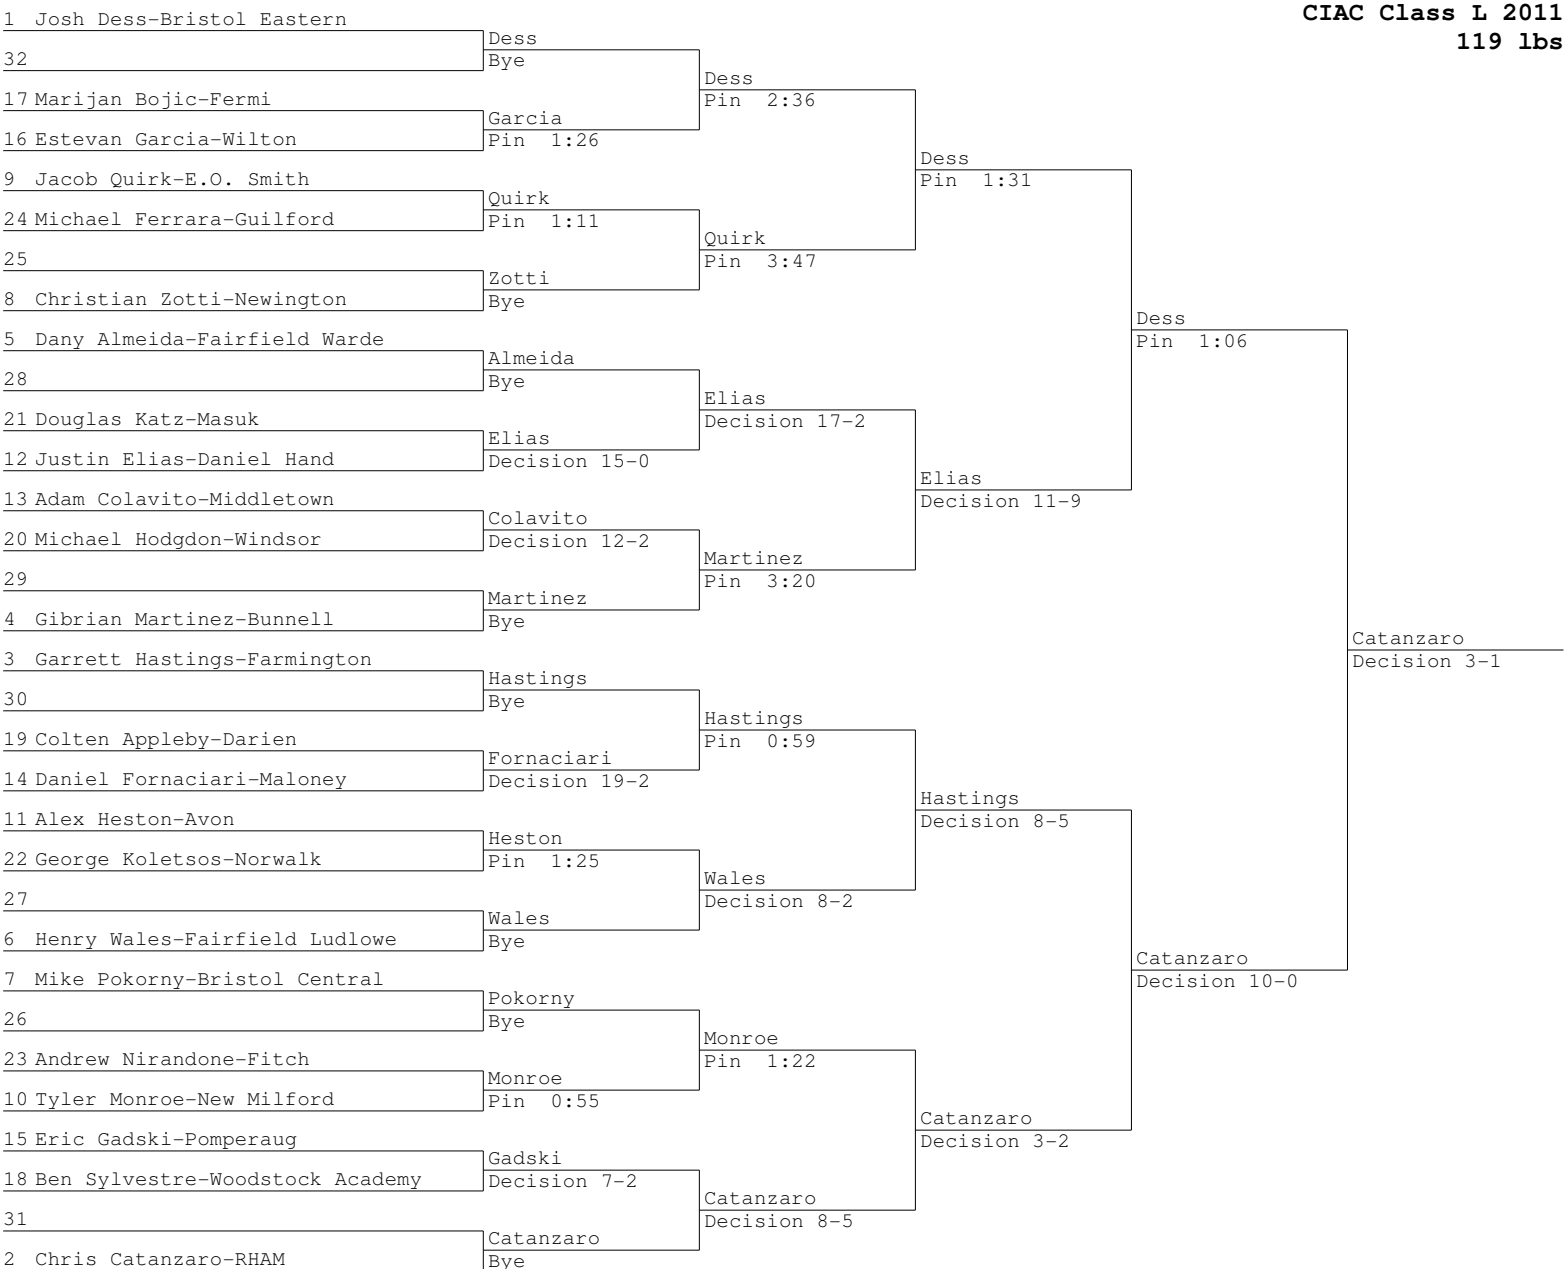 CIAC Class L 2011
119 lbs
1 Josh Dess-Bristol Eastern
32
17 Marijan Bojic-Fermi
16 Estevan Garcia-Wilton
9 Jacob Quirk-E.O. Smith
24 Michael Ferrara-Guilford
25
8 Christian Zotti-Newington
5 Dany Almeida-Fairfield Warde
28
21 Douglas Katz-Masuk
12 Justin Elias-Daniel Hand
13 Adam Colavito-Middletown
20 Michael Hodgdon-Windsor
29
4 Gibrian Martinez-Bunnell
3 Garrett Hastings-Farmington
30
19 Colten Appleby-Darien
14 Daniel Fornaciari-Maloney
11 Alex Heston-Avon
22 George Koletsos-Norwalk
27
6 Henry Wales-Fairfield Ludlowe
7 Mike Pokorny-Bristol Central
26
23 Andrew Nirandone-Fitch
10 Tyler Monroe-New Milford
15 Eric Gadski-Pomperaug
18 Ben Sylvestre-Woodstock Academy
31
2 Chris Catanzaro-RHAM
Dess
Bye
Garcia
Pin 1:26
Quirk
Pin 1:11
Zotti
Bye
Almeida
Bye
Elias
Decision 15-0
Colavito
Decision 12-2
Martinez
Bye
Hastings
Bye
Fornaciari
Decision 19-2
Heston
Pin 1:25
Wales
Bye
Pokorny
Bye
Monroe
Pin 0:55
Gadski
Decision 7-2
Catanzaro
Bye
Dess
Pin 2:36
Quirk
Pin 3:47
Elias
Decision 17-2
Martinez
Pin 3:20
Hastings
Pin 0:59
Wales
Decision 8-2
Monroe
Pin 1:22
Catanzaro
Decision 8-5
Dess
Pin 1:31
Elias
Decision 11-9
Hastings
Decision 8-5
Catanzaro
Decision 3-2
Dess
Pin 1:06
Catanzaro
Decision 10-0
Catanzaro
Decision 3-1